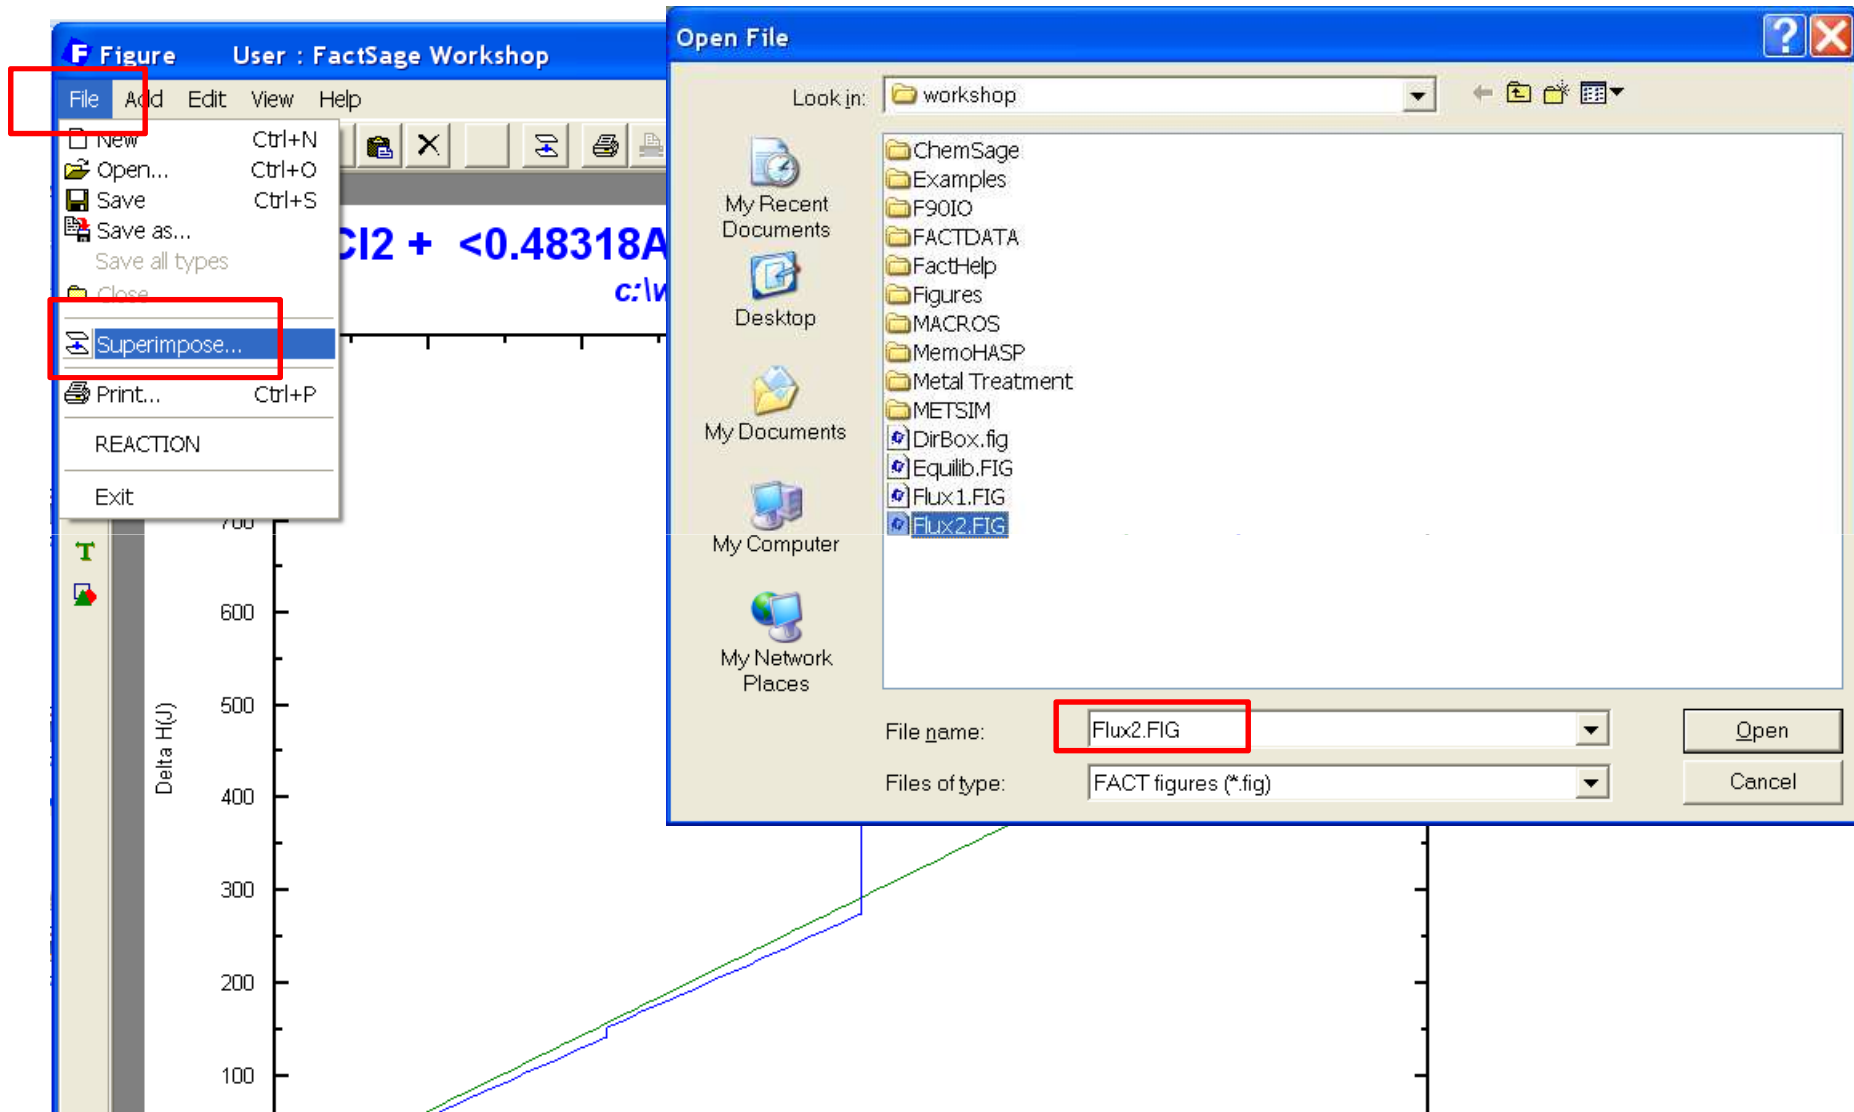 Figure User : FactSage Workshop
File Add Edit View Help
New Ctrl+N
Open... Ctrl+O
Save Ctrl+S
Save as...
Save all types
Close
Superimpose...
Print... Ctrl+P
REACTION
Exit
Cl2 + <0.48318A
c:\w
700
600
500
400
300
200
100
Delta H(J)
Open File
Look in: workshop
My Recent
Documents
Desktop
My Documents
My Computer
My Network
Places
ChemSage
Examples
F90IO
FACTDATA
FactHelp
Figures
MACROS
MemoHASP
Metal Treatment
METSIM
DirBox.fig
Equilib.FIG
Flux1.FIG
Flux2.FIG
File name: Flux2.FIG Open
Files of type: FACT figures (*.fig) Cancel